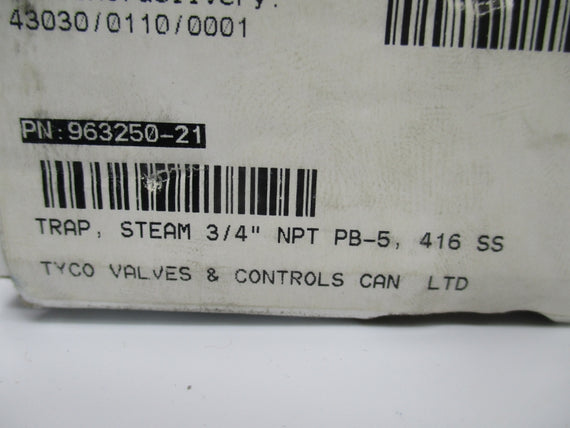 43030/0110/0001
PN:963250-21
TRAP, STEAM 3/4" NPT PB-5, 416 SS
TYCO VALVES & CONTROLS CAN LTD